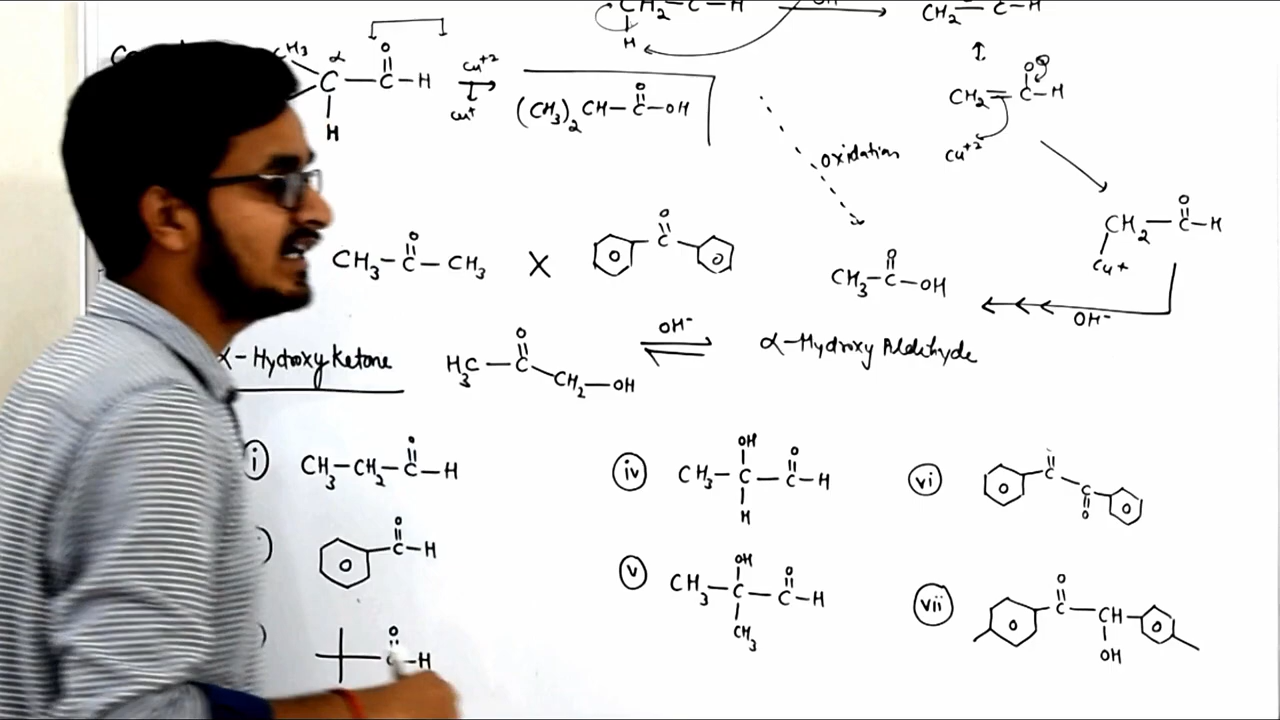 CH₂—C—H
OH⁻
CH₂—C—H
H
CH₃
α
O
C—C—H
H
Cu⁺²
Cu⁺
(CH₃)₂CH—C—OH
O
oxidation
CH₂=C—H
O
Cu⁺²
CH₂—C—H
O
Cu⁺
OH⁻
CH₃—C—OH
O
CH₃—C—CH₃
O
X
O
C
α-Hydroxy Ketone
H₃C—C—CH₂—OH
O
OH⁻
α-Hydroxy Aldehyde
i
CH₃—CH₂—C—H
O
O
C—H
O
C—H
iv
OH
O
CH₃—C—C—H
H
v
OH
O
CH₃—C—C—H
CH₃
vi
C
C
O
vii
O
C—CH
OH